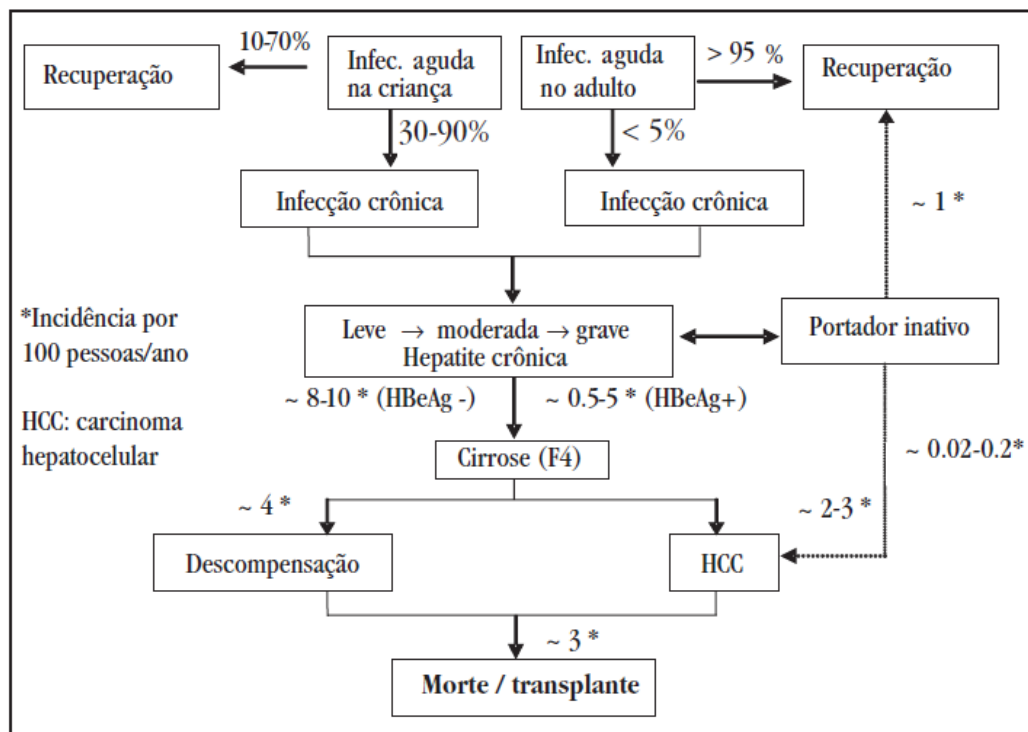 10-70%
Recuperação
Infec. aguda
na criança
Infec. aguda
no adulto
> 95 %
Recuperação
30-90%
< 5%
Infecção crônica
Infecção crônica
~ 1 *
*Incidência por
100 pessoas/ano
HCC: carcinoma
hepatocelular
Leve → moderada → grave
Hepatite crônica
Portador inativo
~ 8-10 * (HBeAg -)
~ 0.5-5 * (HBeAg+)
~ 0.02-0.2*
Cirrose (F4)
~ 4 *
~ 2-3 *
Descompensação
HCC
~ 3 *
Morte / transplante